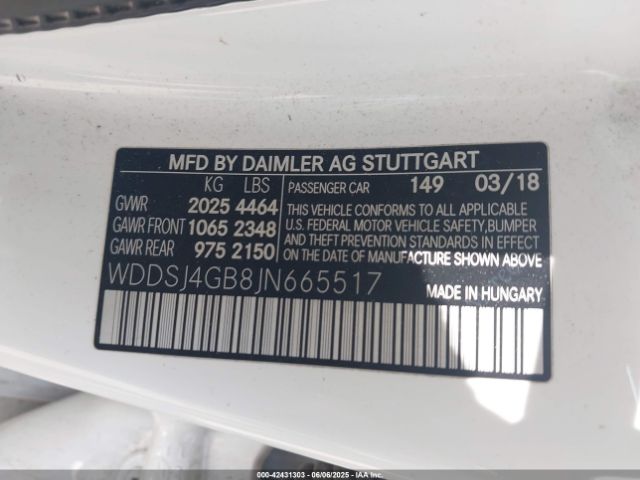 MFD BY DAIMLER AG STUTTGART
KG LBS
GVWR 2025 4464
GAWR FRONT 1065 2348
GAWR REAR 975 2150
PASSENGER CAR 149 03/18
THIS VEHICLE CONFORMS TO ALL APPLICABLE
U.S. FEDERAL MOTOR VEHICLE SAFETY,BUMPER
AND THEFT PREVENTION STANDARDS IN EFFECT
ON THE DATE OF MANUFACTURE SHOWN ABOVE.
WDDSJ4GB8JN665517
MADE IN HUNGARY
000-42431303 - 06/06/2025 - IAAI.COM